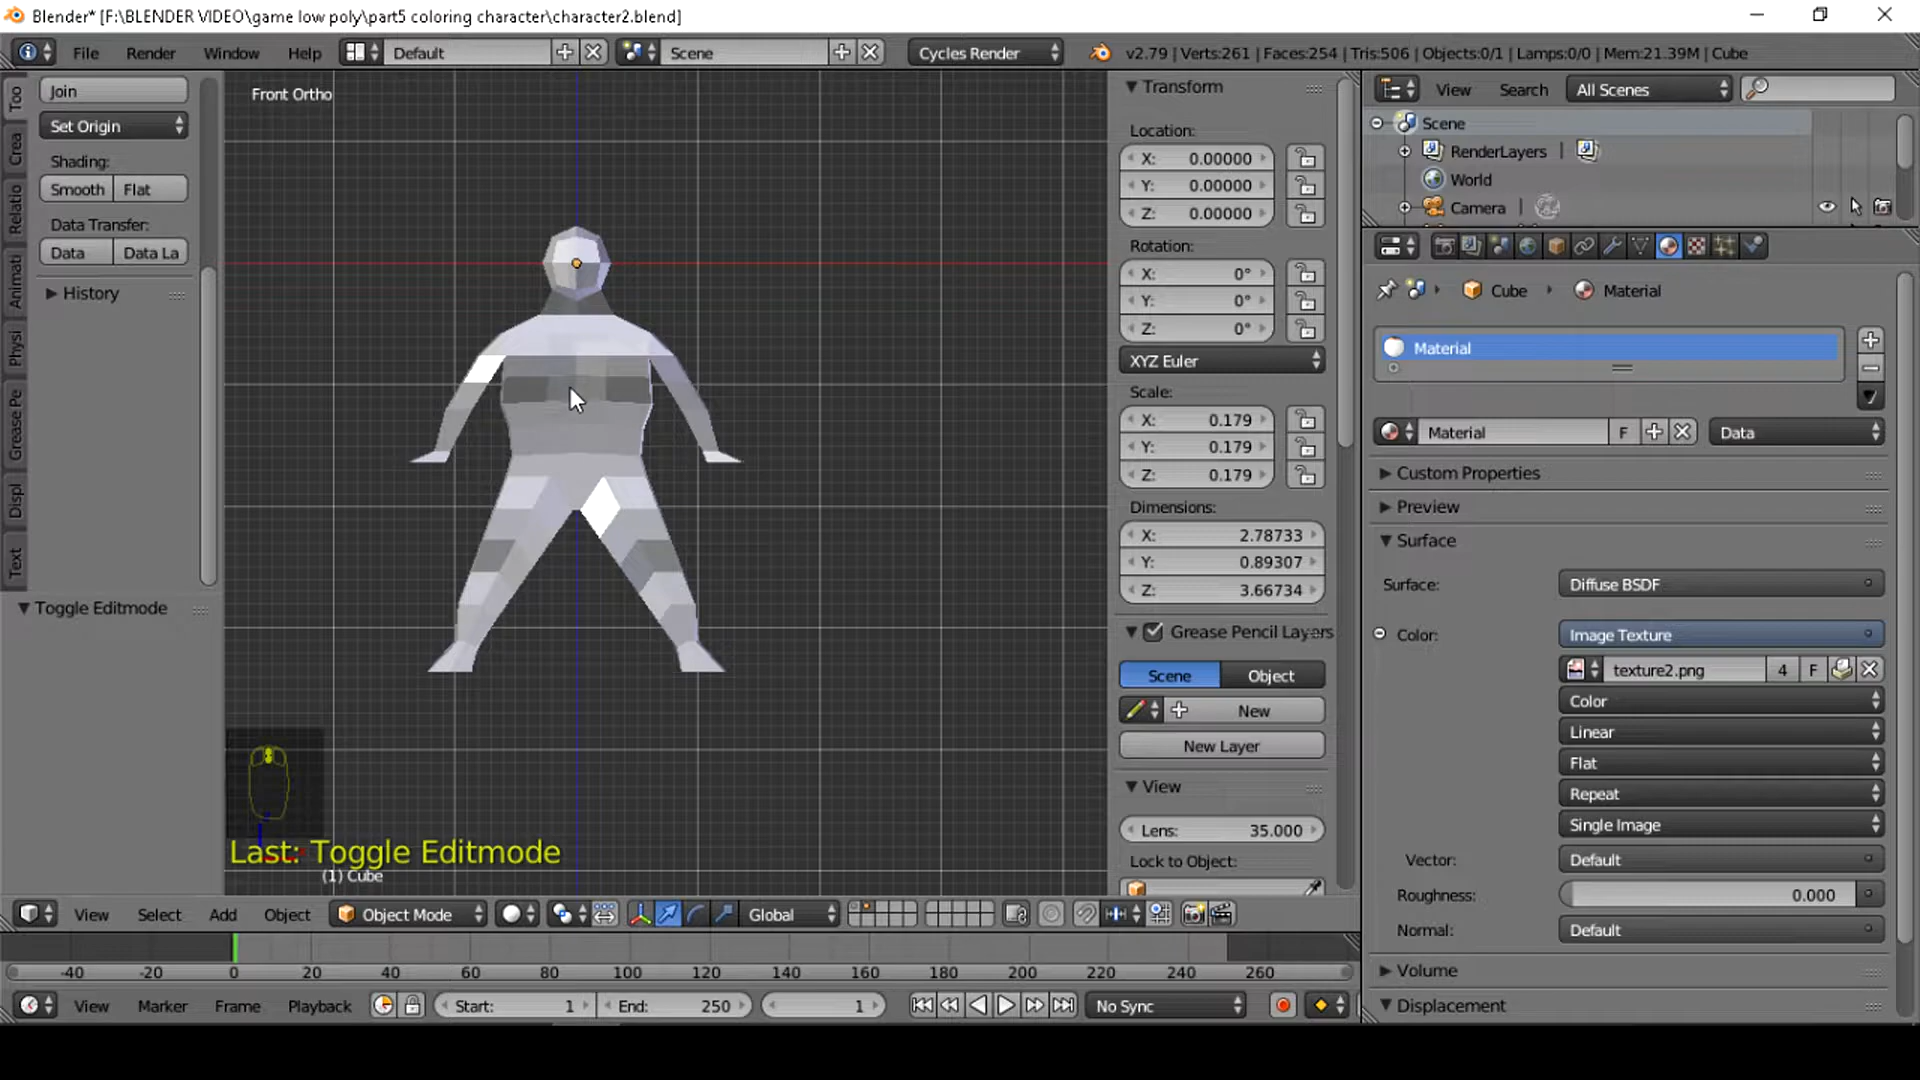 Blender* [F:\BLENDER VIDEO\game low poly\part5 coloring character\character2.blend]
File Render Window Help Default Scene Cycles Render v2.79 | Verts:261 | Faces:254 | Tris:506 | Objects:0/1 | Lamps:0/0 | Mem:21.39M | Cube
Too
Crea
Relatio
Animati
Physi
Grease Pe
Displ
Text
Join
Set Origin
Shading:
Smooth Flat
Data Transfer:
Data Data La
History
Toggle Editmode
Front Ortho
Last: Toggle Editmode
(1) Cube
Transform
Location:
X: 0.00000
Y: 0.00000
Z: 0.00000
Rotation:
X: 0°
Y: 0°
Z: 0°
XYZ Euler
Scale:
X: 0.179
Y: 0.179
Z: 0.179
Dimensions:
X: 2.78733
Y: 0.89307
Z: 3.66734
Grease Pencil Layers
Scene Object
New
New Layer
View
Lens: 35.000
Lock to Object:
View Search All Scenes
Scene
RenderLayers |
World
Camera |
Cube Material
Material
Material F Data
Custom Properties
Preview
Surface
Surface: Diffuse BSDF
Color: Image Texture
texture2.png 4 F
Color
Linear
Flat
Repeat
Single Image
Vector: Default
Roughness: 0.000
Normal: Default
Volume
Displacement
View Select Add Object Object Mode Global
-40 -20 0 20 40 60 80 100 120 140 160 180 200 220 240 260
View Marker Frame Playback Start: 1 End: 250 1 No Sync